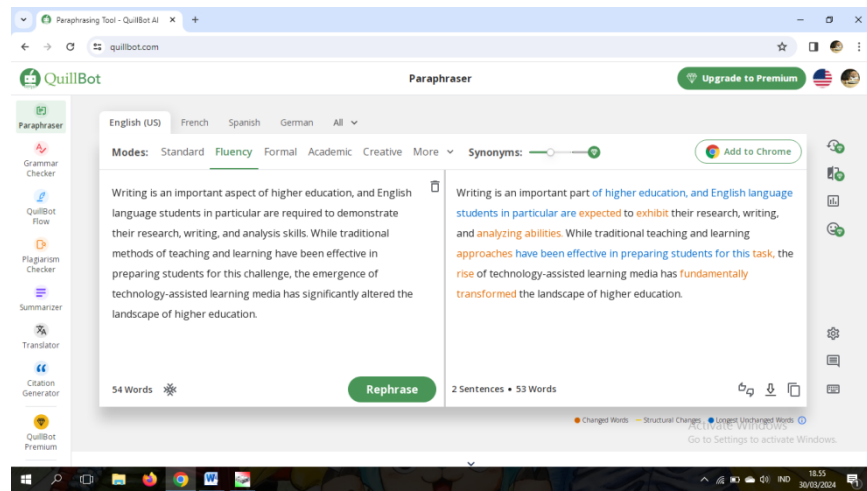 Paraphrasing Tool - QuillBot AI
quillbot.com
QuillBot
Paraphraser
Upgrade to Premium
Paraphraser
Grammar
Checker
QuillBot
Flow
Plagiarism
Checker
Summarizer
Translator
Citation
Generator
QuillBot
Premium
English (US) French Spanish German All
Modes: Standard Fluency Formal Academic Creative More Synonyms:
Add to Chrome
Writing is an important aspect of higher education, and English
language students in particular are required to demonstrate
their research, writing, and analysis skills. While traditional
methods of teaching and learning have been effective in
preparing students for this challenge, the emergence of
technology-assisted learning media has significantly altered the
landscape of higher education.
54 Words
Rephrase
Writing is an important part of higher education, and English language
students in particular are expected to exhibit their research, writing,
and analyzing abilities. While traditional teaching and learning
approaches have been effective in preparing students for this task, the
rise of technology-assisted learning media has fundamentally
transformed the landscape of higher education.
2 Sentences • 53 Words
Changed Words Structural Changes Longest Unchanged Words
Activate Windows
Go to Settings to activate Windows.
IND
18.55
30/03/2024